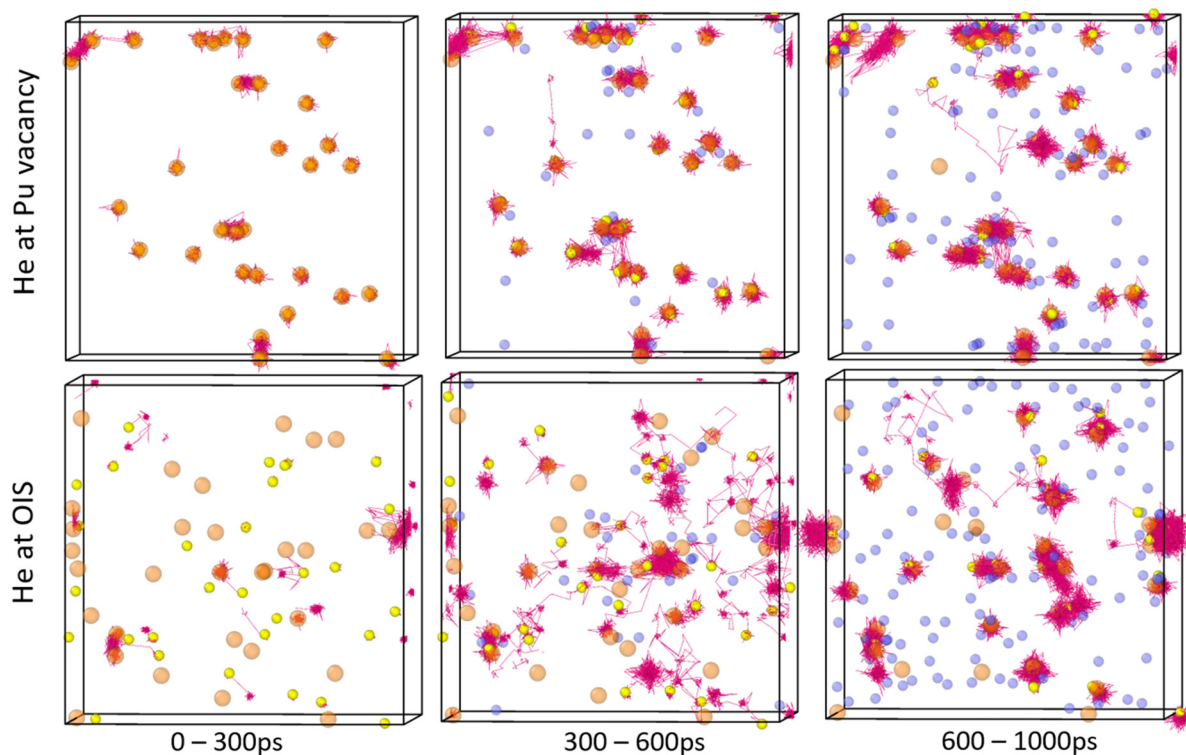 He at Pu vacancy
He at OIS
0 – 300ps
300 – 600ps
600 – 1000ps